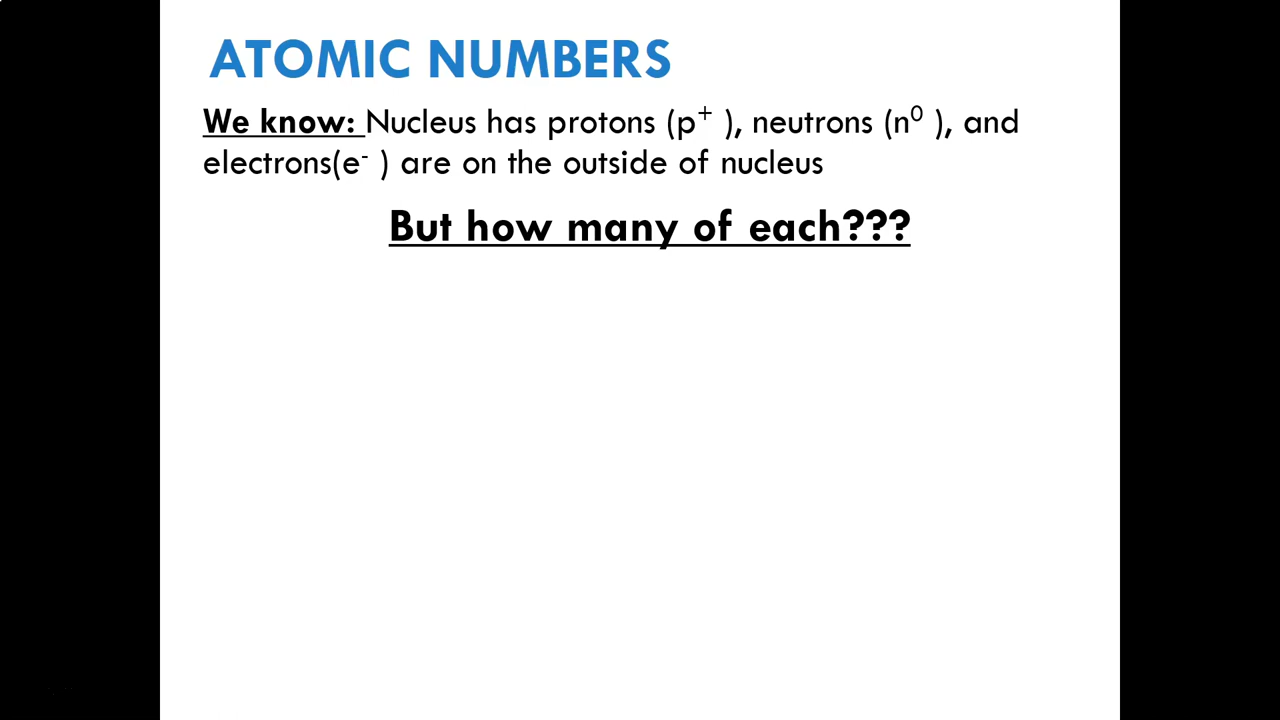 ATOMIC NUMBERS
We know: Nucleus has protons (p⁺ ), neutrons (n⁰ ), and
electrons(e⁻ ) are on the outside of nucleus
But how many of each???